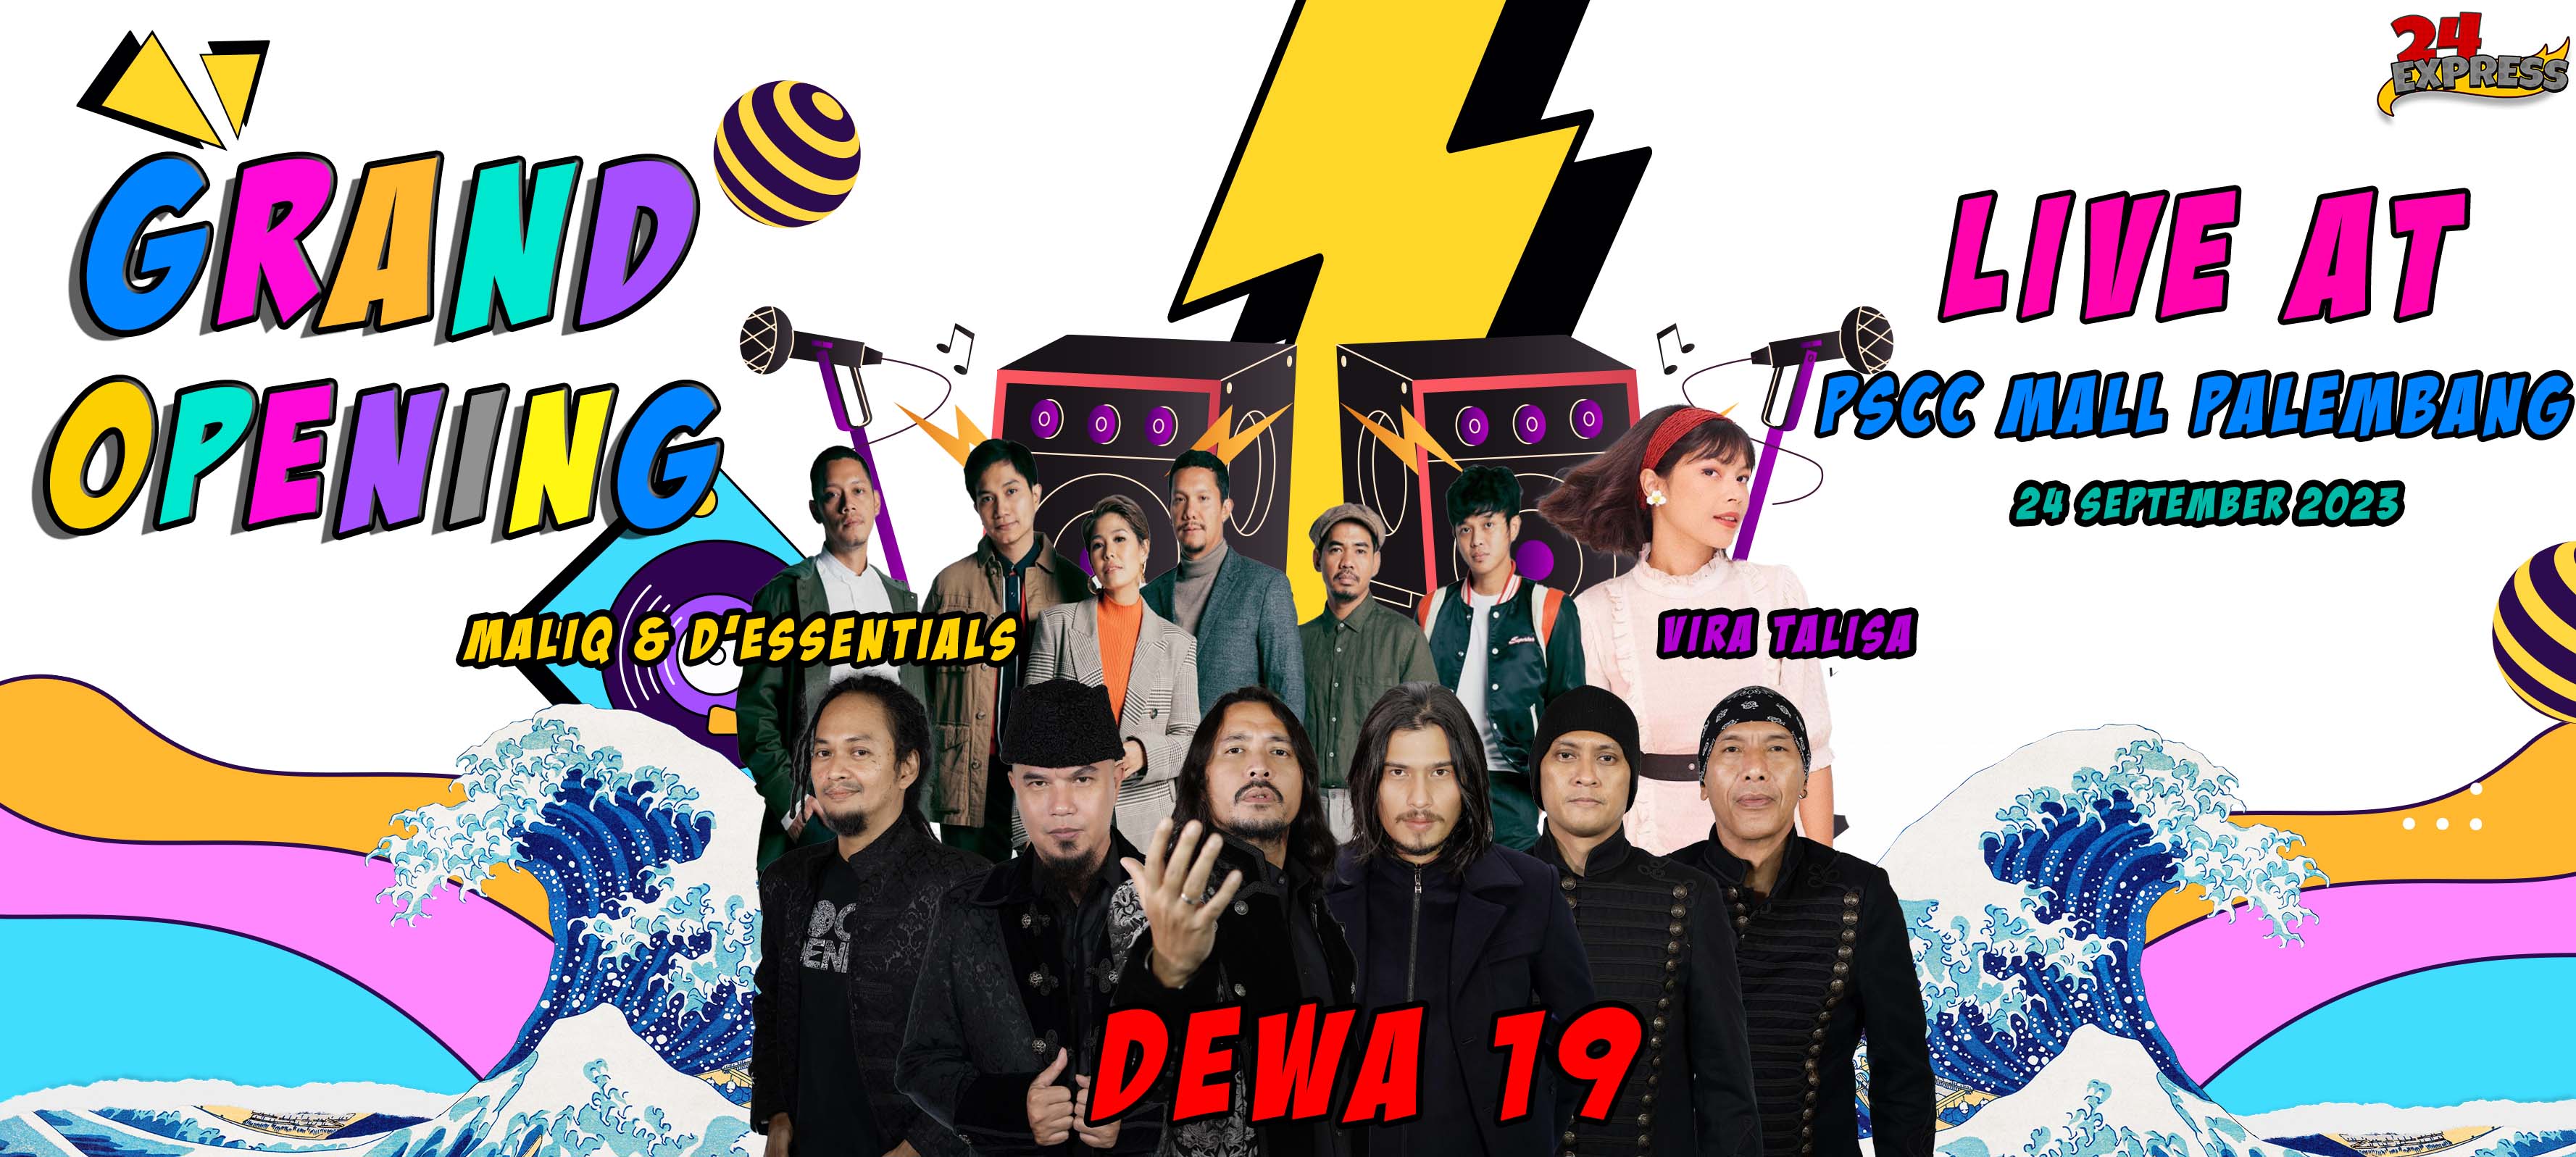 24
EXPRESS
GRAND
OPENING
LIVE AT
PSCC MALL PALEMBANG
24 SEPTEMBER 2023
MALIQ & D'ESSENTIALS
VIRA TALISA
DEWA 19